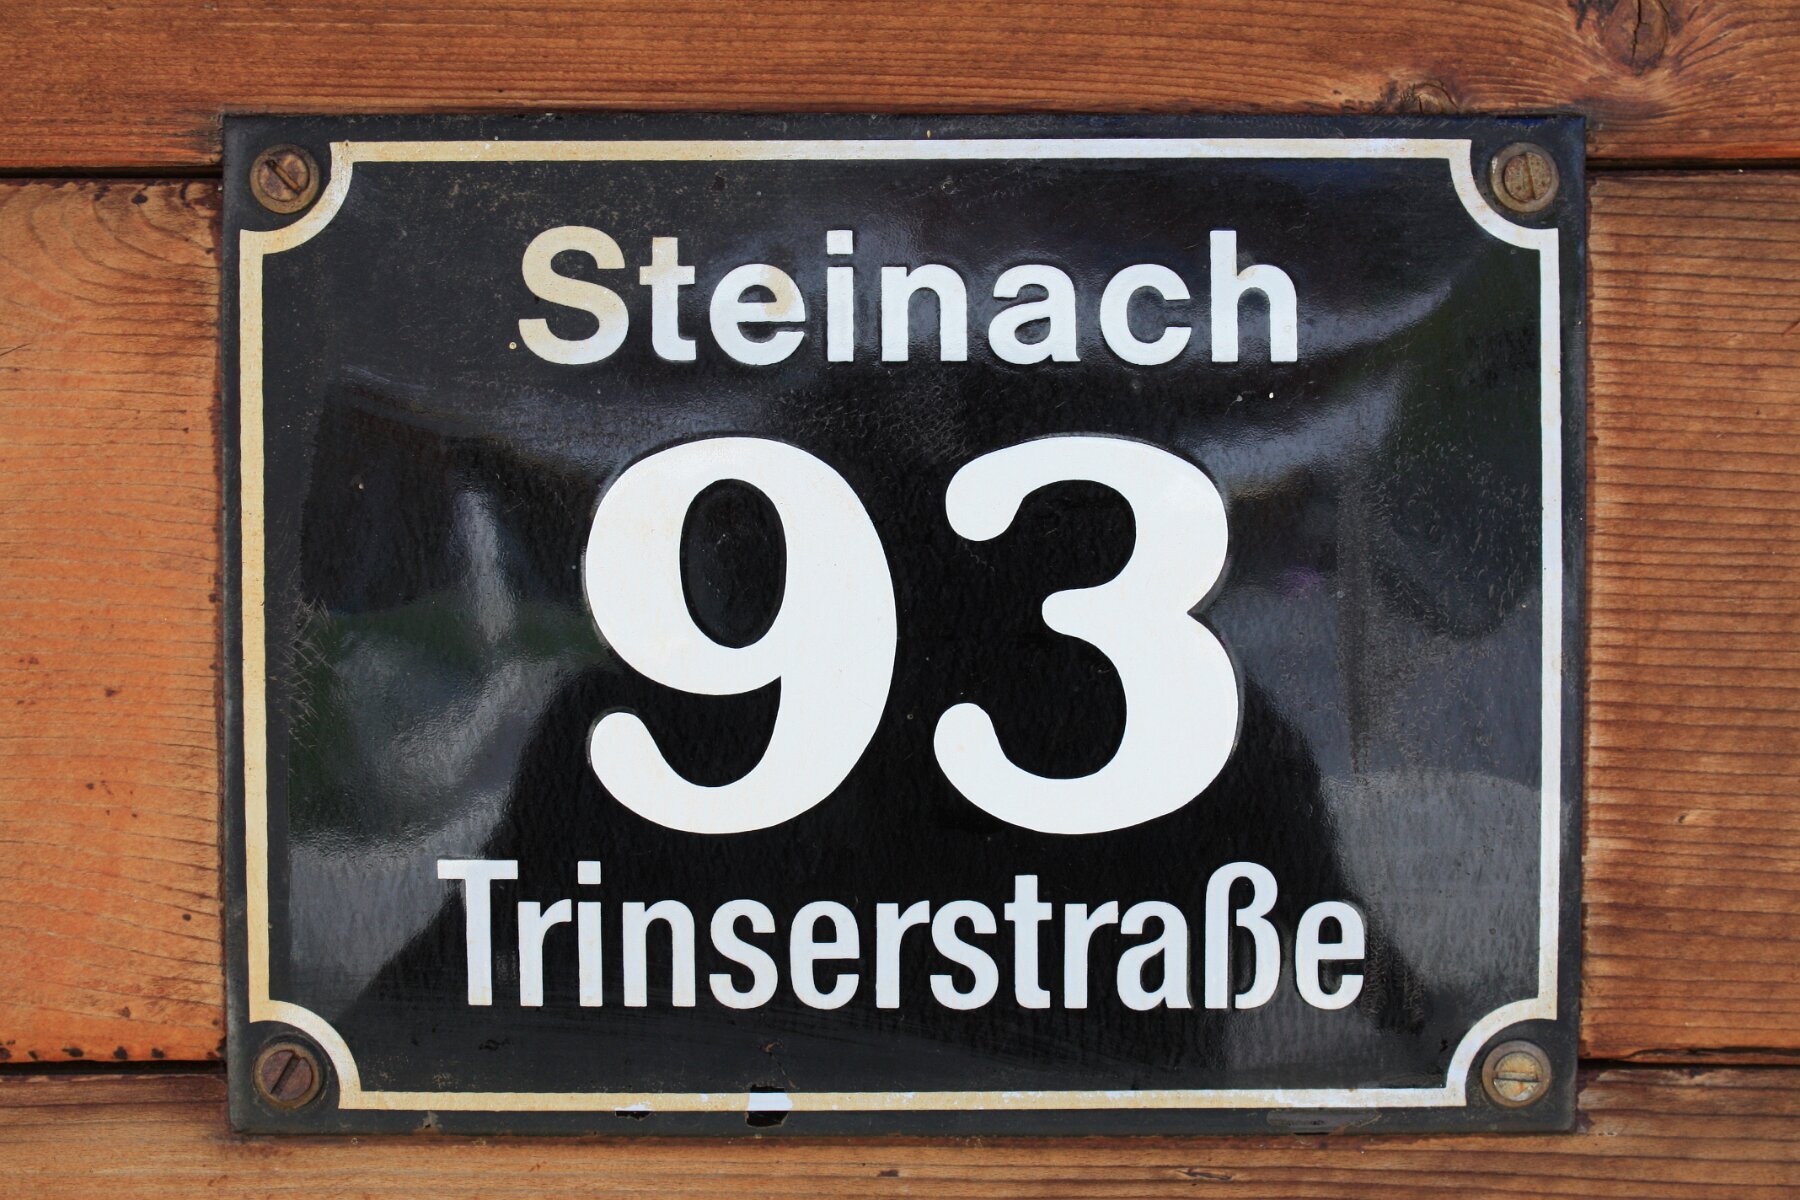 Steinach
93
Trinserstraße